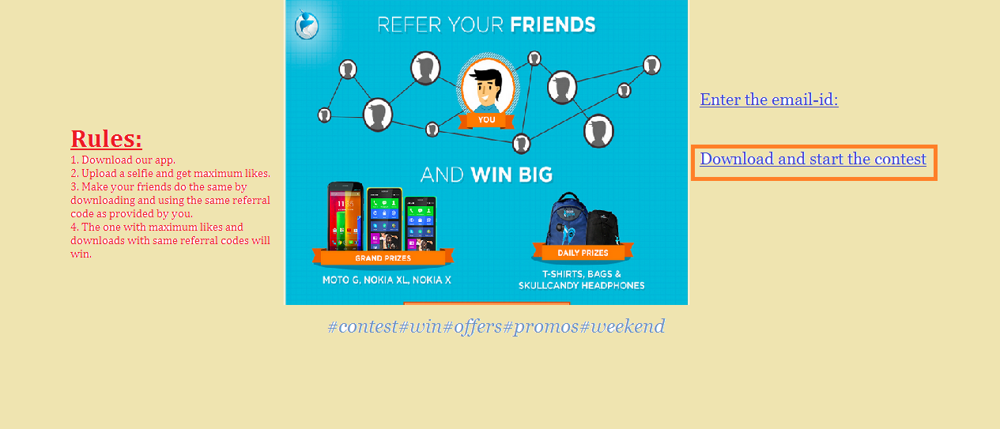 REFER YOUR FRIENDS
YOU
AND WIN BIG
GRAND PRIZES
MOTO G, NOKIA XL, NOKIA X
DAILY PRIZES
T-SHIRTS, BAGS &
SKULLCANDY HEADPHONES
Rules:
1. Download our app.
2. Upload a selfie and get maximum likes.
3. Make your friends do the same by
downloading and using the same referral
code as provided by you.
4. The one with maximum likes and
downloads with same referral codes will
win.
Enter the email-id:
Download and start the contest
#contest#win#offers#promos#weekend